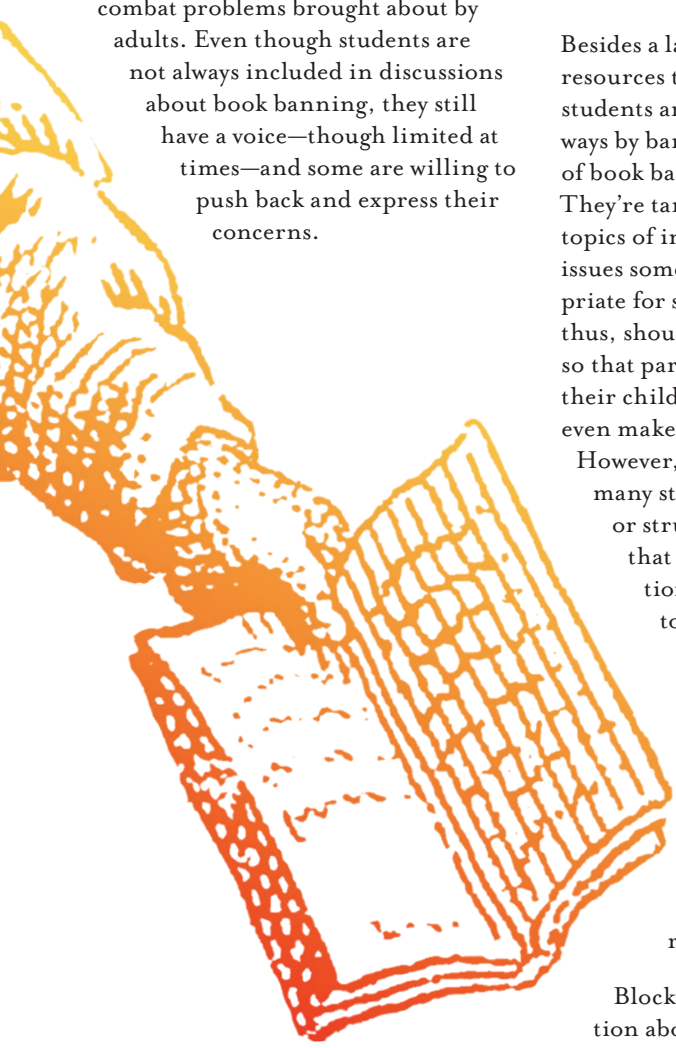 combat problems brought about by
adults. Even though students are
not always included in discussions
about book banning, they still
have a voice—though limited at
times—and some are willing to
push back and express their
concerns.
Besides a la
resources t
students ar
ways by bar
of book ba
They’re tar
topics of in
issues some
priate for s
thus, shou
so that par
their child
even make
However,
many st
or stru
that
tion
to
r
Block
tion abo